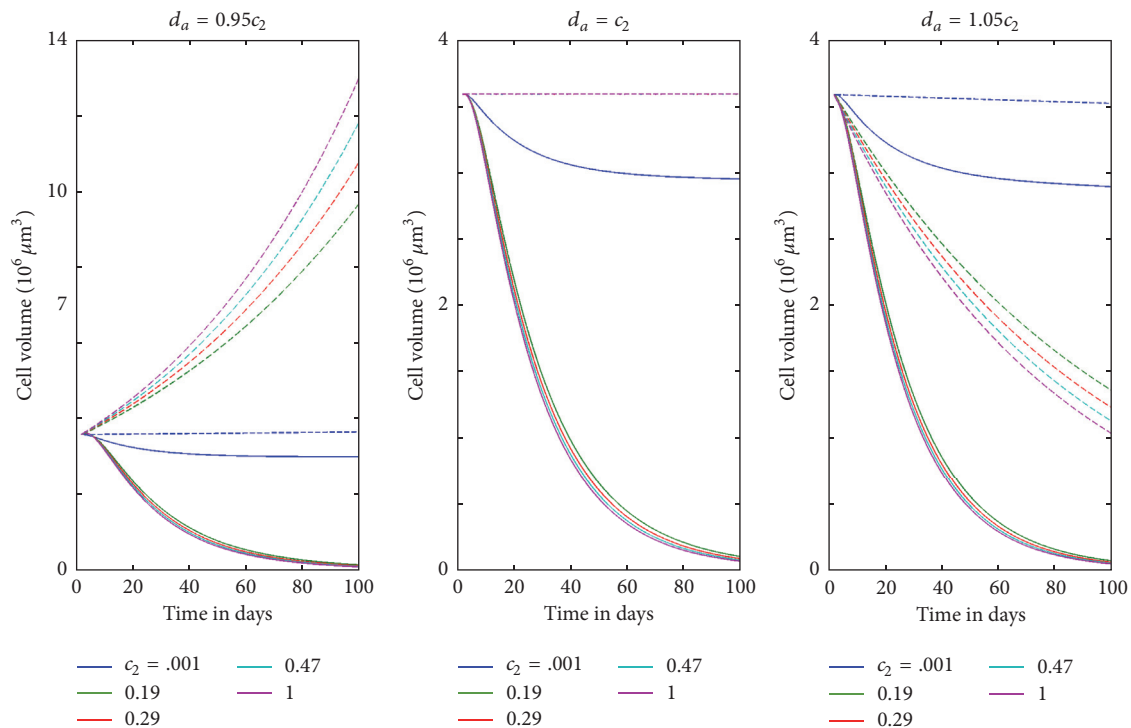 d_a = 0.95c_2
14
10
7
0
Cell volume (10^6 μm^3)
0 20 40 60 80 100
Time in days
c_2 = .001
0.19
0.29
0.47
1
d_a = c_2
4
2
0
Cell volume (10^6 μm^3)
0 20 40 60 80 100
Time in days
c_2 = .001
0.19
0.29
0.47
1
d_a = 1.05c_2
4
2
0
Cell volume (10^6 μm^3)
0 20 40 60 80 100
Time in days
c_2 = .001
0.19
0.29
0.47
1